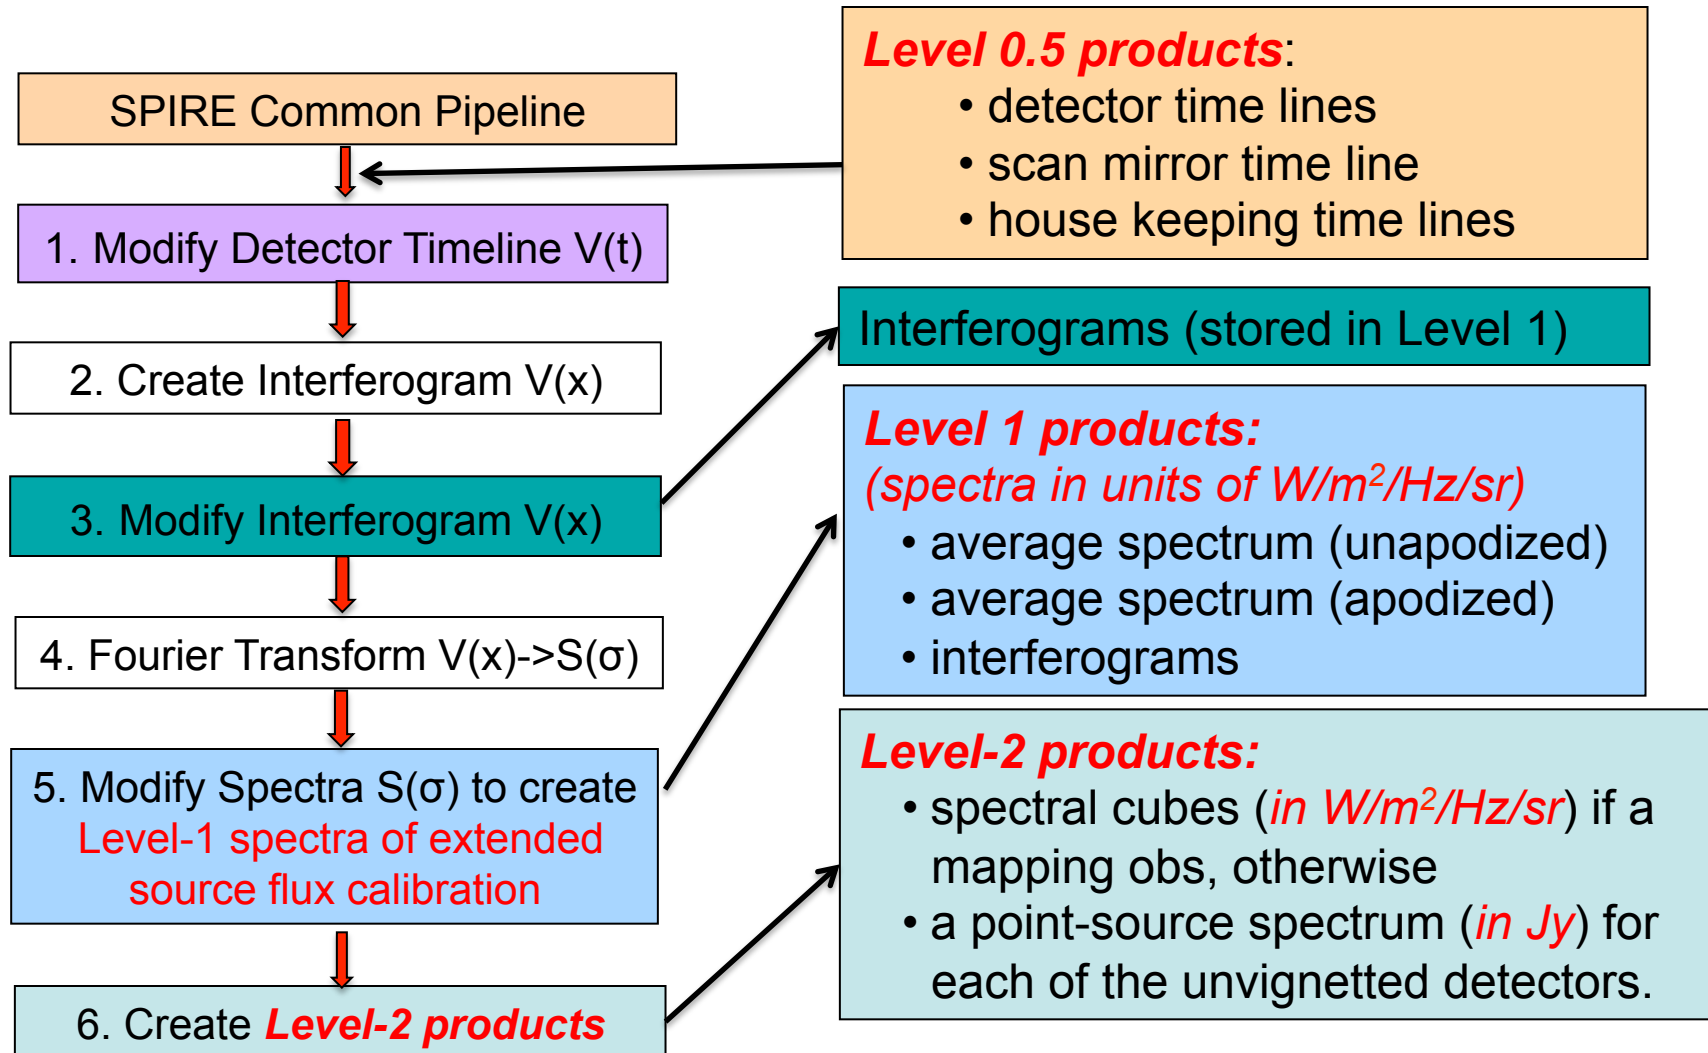 SPIRE Common Pipeline
1. Modify Detector Timeline V(t)
2. Create Interferogram V(x)
3. Modify Interferogram V(x)
4. Fourier Transform V(x)->S(σ)
5. Modify Spectra S(σ) to create
Level-1 spectra of extended
source flux calibration
6. Create Level-2 products
Level 0.5 products:
• detector time lines
• scan mirror time line
• house keeping time lines
Interferograms (stored in Level 1)
Level 1 products:
(spectra in units of W/m²/Hz/sr)
• average spectrum (unapodized)
• average spectrum (apodized)
• interferograms
Level-2 products:
• spectral cubes (in W/m²/Hz/sr) if a
mapping obs, otherwise
• a point-source spectrum (in Jy) for
each of the unvignetted detectors.